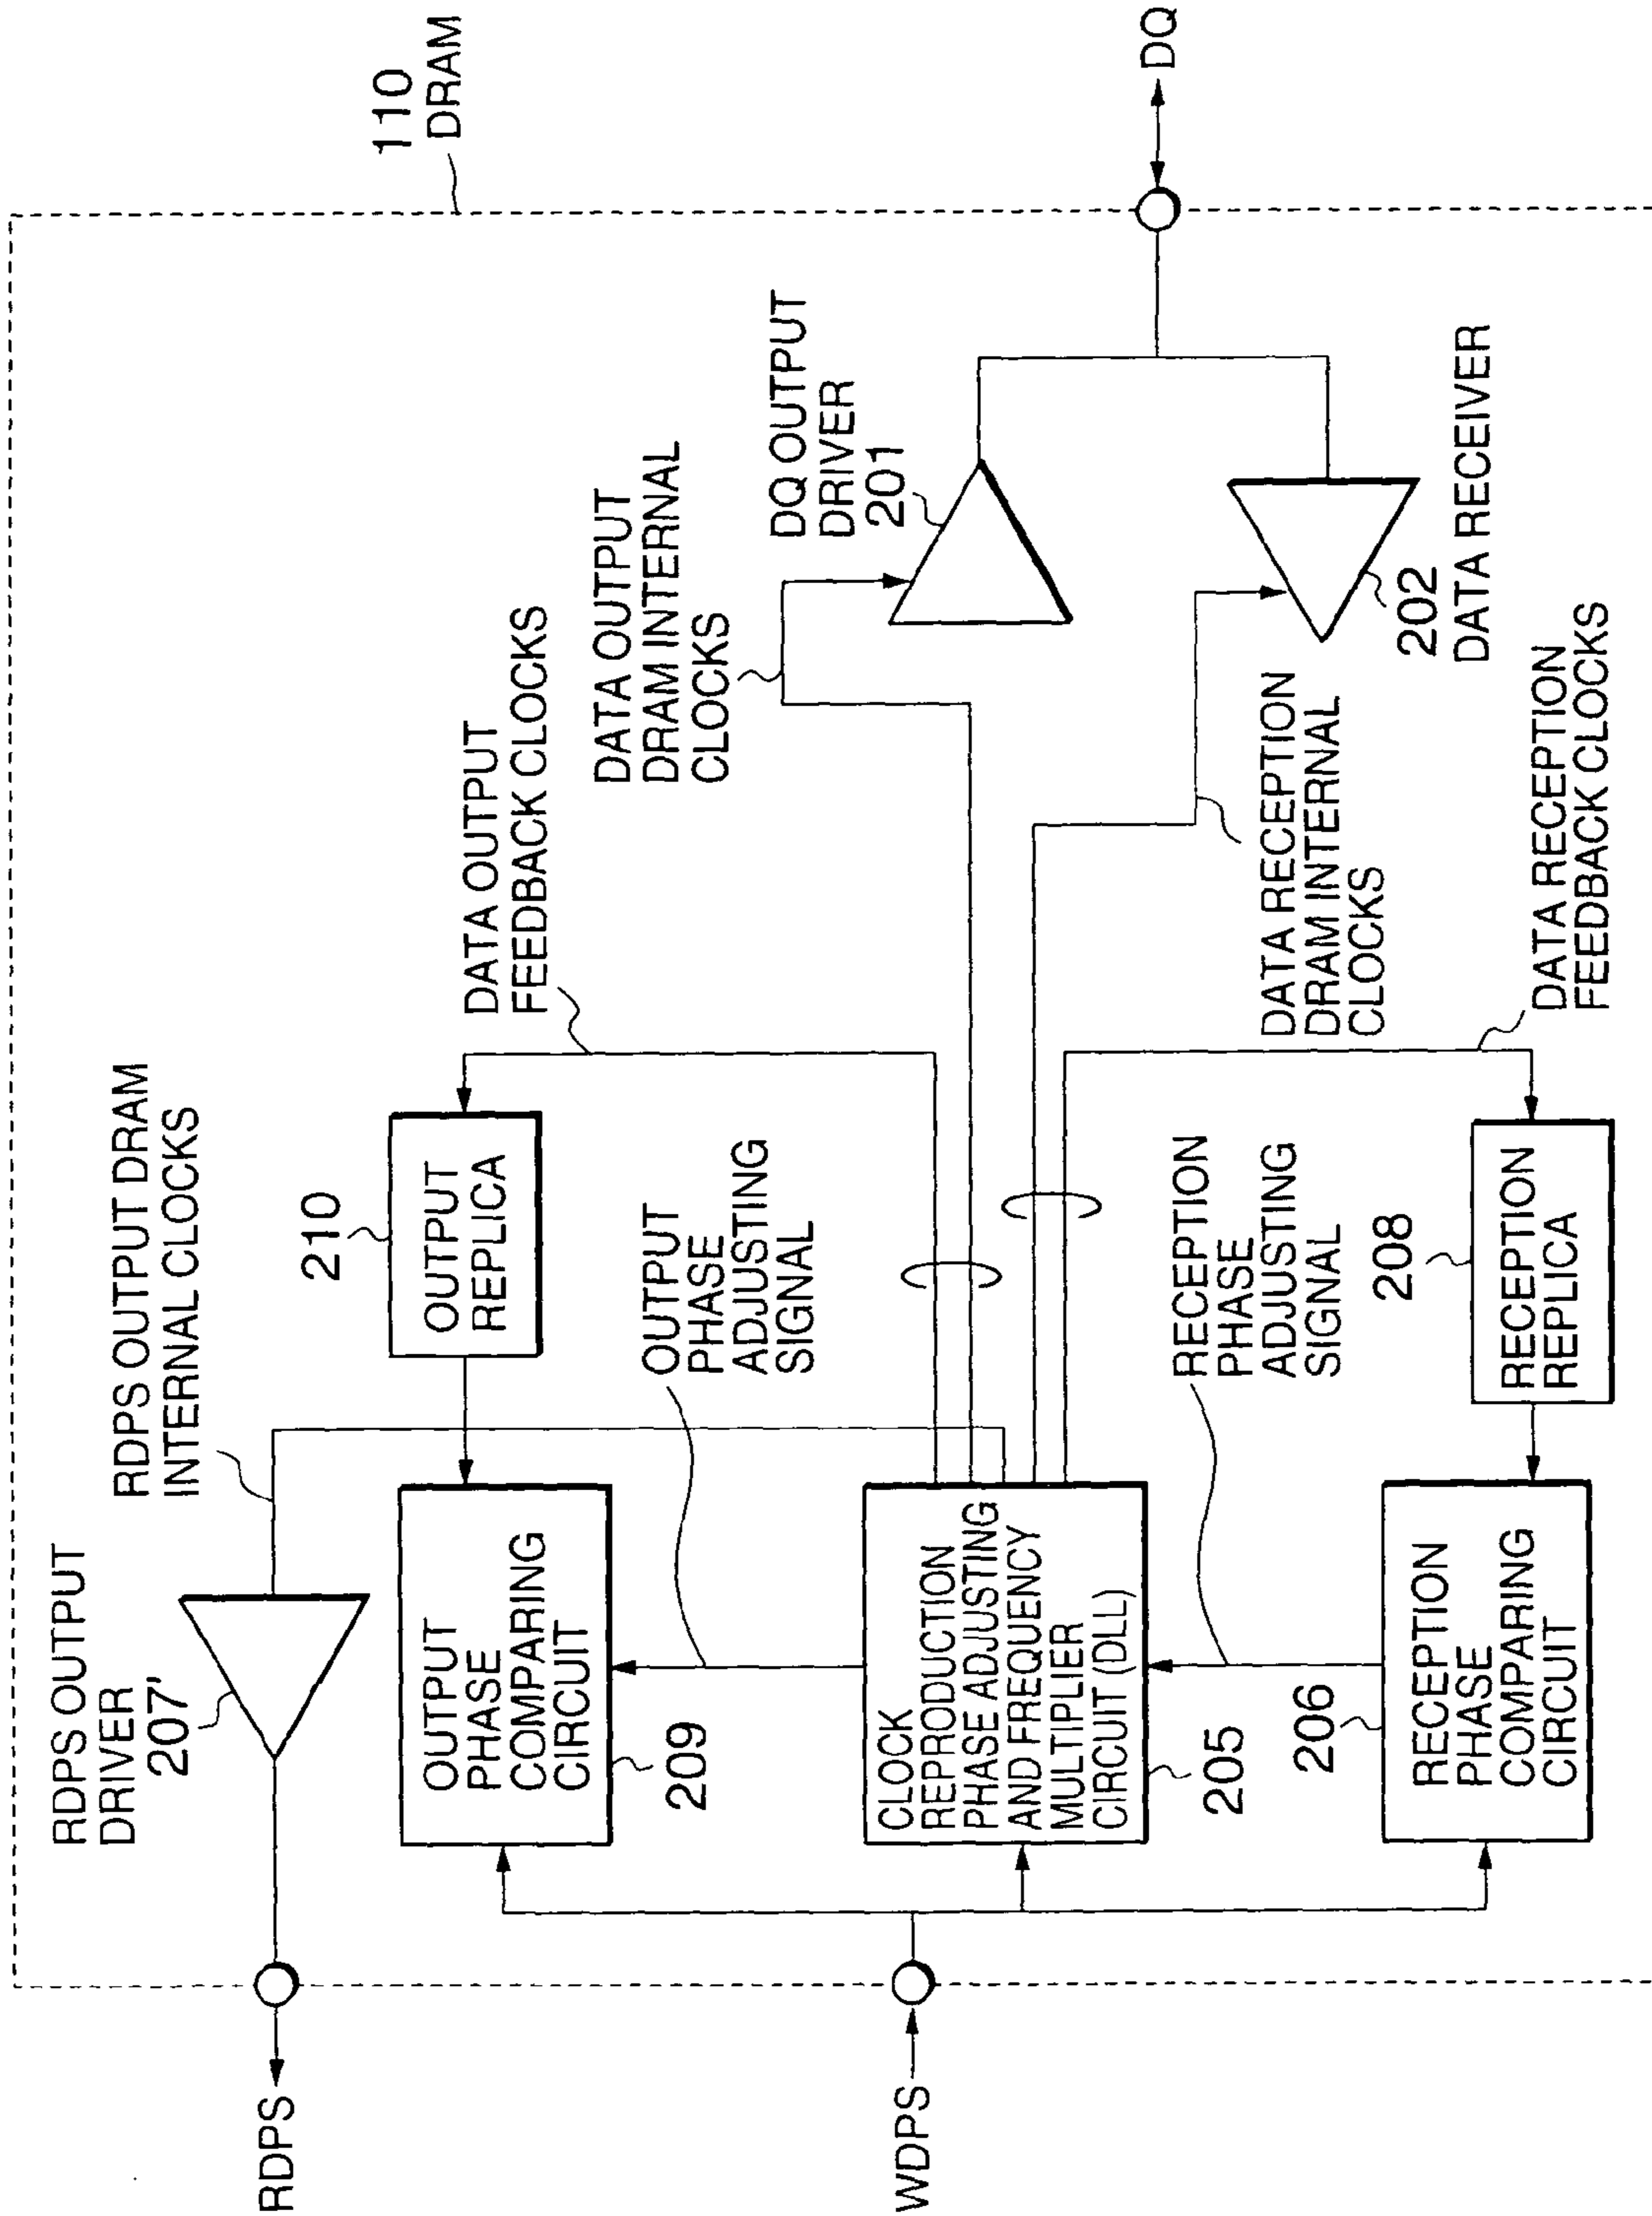 110
DRAM
RDPS OUTPUT DRAM
INTERNAL CLOCKS
RDPS OUTPUT
DRIVER
207'
RDPS
210
OUTPUT
REPLICA
DATA OUTPUT
FEEDBACK CLOCKS
OUTPUT
PHASE
COMPARING
CIRCUIT
209
OUTPUT
PHASE
ADJUSTING
SIGNAL
DATA OUTPUT
DRAM INTERNAL
CLOCKS
DQ OUTPUT
DRIVER
201
DQ
WDPS
CLOCK
REPRODUCTION
PHASE ADJUSTING
AND FREQUENCY
MULTIPLIER
CIRCUIT (DLL)
205
RECEPTION
PHASE
ADJUSTING
SIGNAL
DATA RECEPTION
DRAM INTERNAL
CLOCKS
202
DATA RECEIVER
206
RECEPTION
PHASE
COMPARING
CIRCUIT
208
RECEPTION
REPLICA
DATA RECEPTION
FEEDBACK CLOCKS